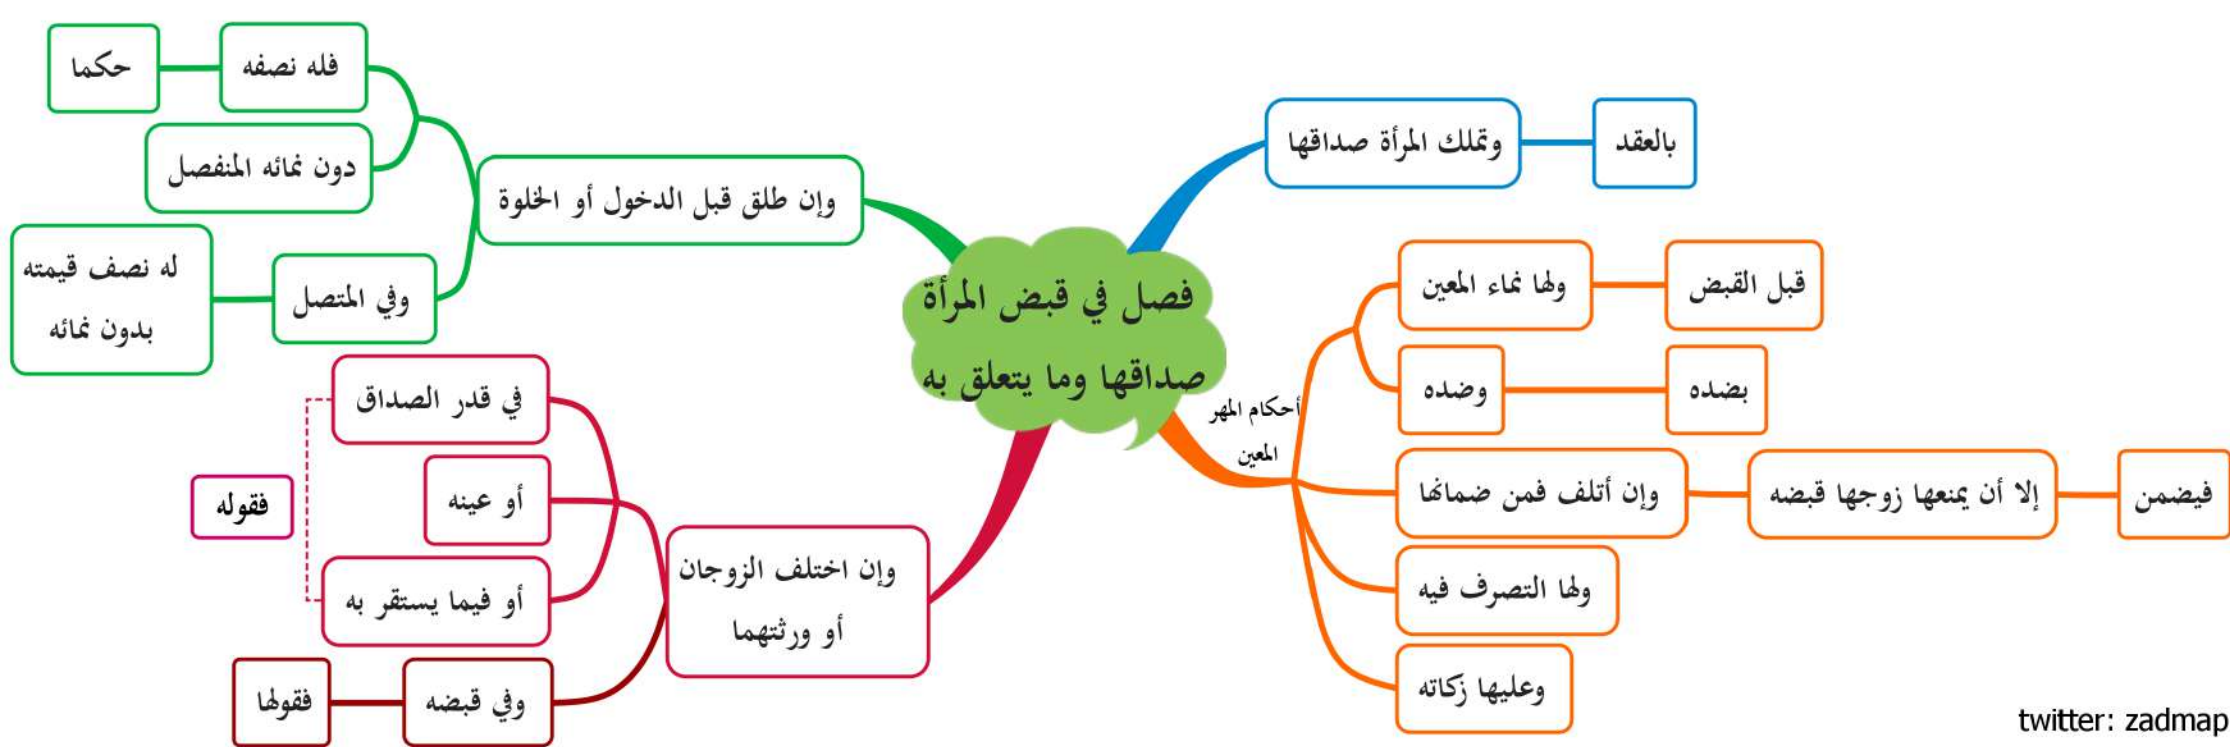 فصل في قبض المرأة
صداقها وما يتعلق به
وتملك المرأة صداقها
بالعقد
أحكام المهر
المعين
ولها نماء المعين
قبل القبض
وضده
بضده
وإن أتلف فمن ضمانها
إلا أن يمنعها زوجها قبضه
فيضمن
ولها التصرف فيه
وعليها زكاته
وإن طلق قبل الدخول أو الخلوة
فله نصفه
حكما
دون نمائه المنفصل
وفي المتصل
له نصف قيمته
بدون نمائه
وإن اختلف الزوجان
أو ورثتهما
في قدر الصداق
أو عينه
أو فيما يستقر به
فقوله
وفي قبضه
فقولها
twitter: zadmap